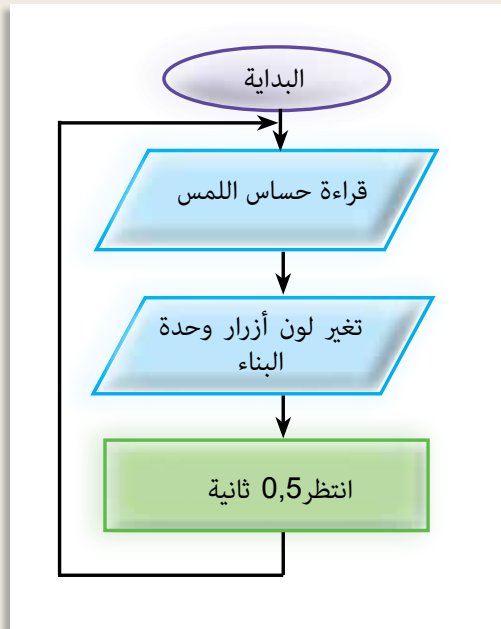 البداية
قراءة حساس اللمس
تغير لون أزرار وحدة
البناء
انتظر0,5 ثانية